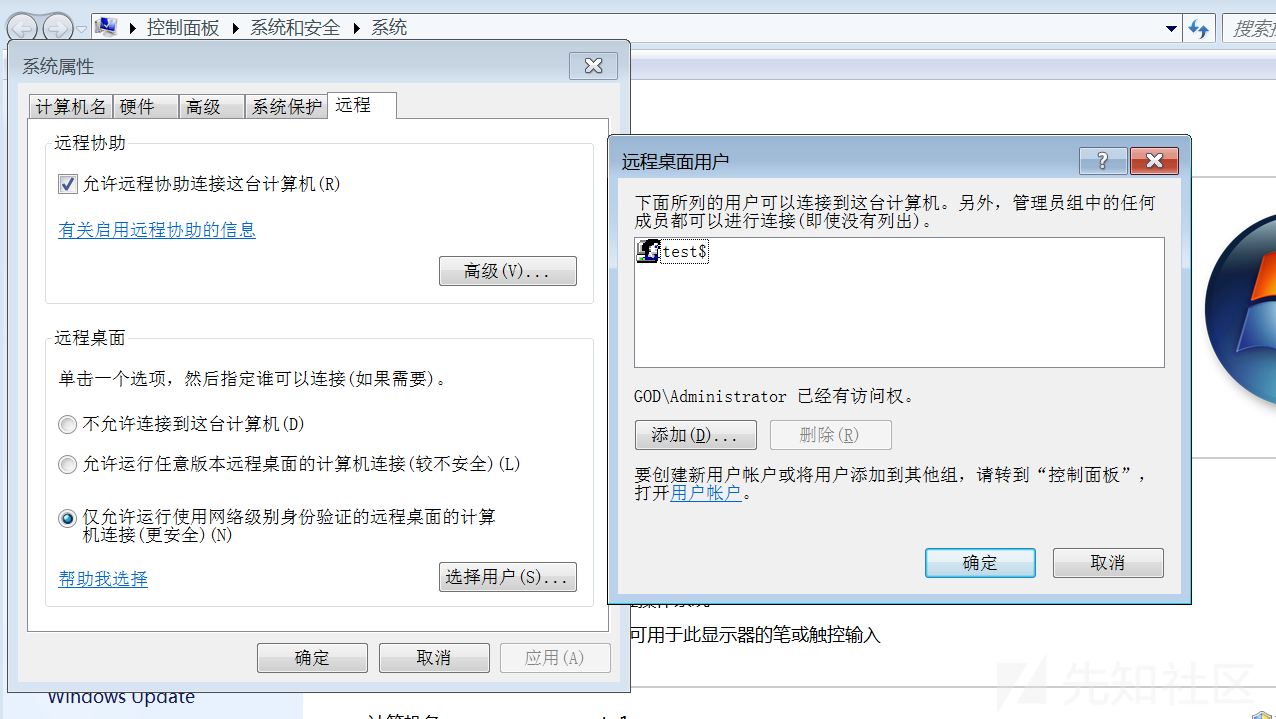 控制面板 系统和安全 系统
搜索控
系统属性
计算机名 硬件 高级 系统保护 远程
远程协助
允许远程协助连接这台计算机(R)
有关启用远程协助的信息
高级(V)...
远程桌面
单击一个选项，然后指定谁可以连接(如果需要)。
不允许连接到这台计算机(D)
允许运行任意版本远程桌面的计算机连接(较不安全)(L)
仅允许运行使用网络级别身份验证的远程桌面的计算
机连接(更安全)(N)
帮助我选择
选择用户(S)...
确定 取消 应用(A)
远程桌面用户
下面所列的用户可以连接到这台计算机。另外，管理员组中的任何
成员都可以进行连接(即使没有列出)。
test$
GOD\Administrator 已经有访问权。
添加(D)... 删除(R)
要创建新用户帐户或将用户添加到其他组，请转到“控制面板”，
打开用户帐户。
确定 取消
可用于此显示器的笔或触控输入
Windows Update
计算机名
先知社区